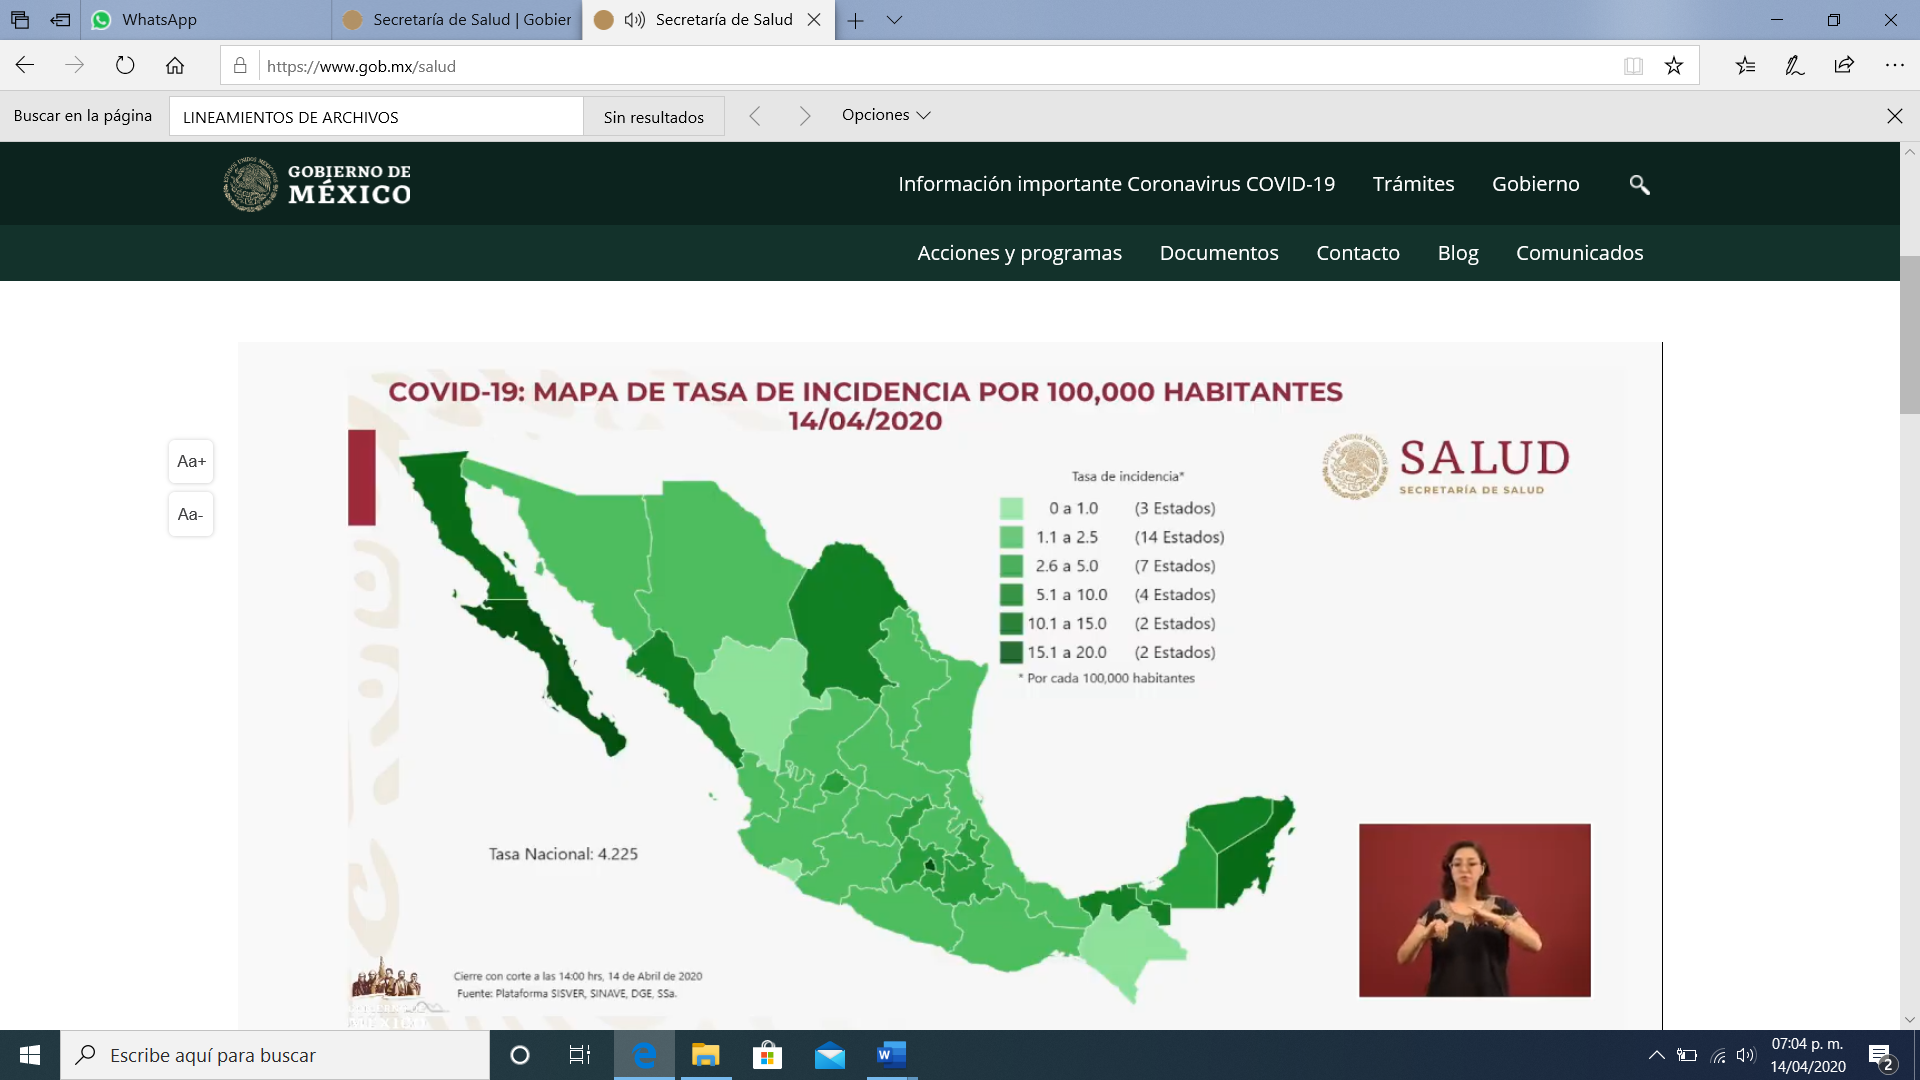 WhatsApp
Secretaría de Salud | Gobier
Secretaría de Salud
https://www.gob.mx/salud
Buscar en la página
LINEAMIENTOS DE ARCHIVOS
Sin resultados
Opciones
GOBIERNO DE
MÉXICO
Información importante Coronavirus COVID-19
Trámites
Gobierno
Acciones y programas
Documentos
Contacto
Blog
Comunicados
Aa+
Aa-
COVID-19: MAPA DE TASA DE INCIDENCIA POR 100,000 HABITANTES
14/04/2020
SALUD
SECRETARÍA DE SALUD
Tasa de incidencia*
0 a 1.0 (3 Estados)
1.1 a 2.5 (14 Estados)
2.6 a 5.0 (7 Estados)
5.1 a 10.0 (4 Estados)
10.1 a 15.0 (2 Estados)
15.1 a 20.0 (2 Estados)
* Por cada 100,000 habitantes
Tasa Nacional: 4.225
Cierre con corte a las 14:00 hrs, 14 de Abril de 2020
Fuente: Plataforma SISVER, SINAVE, DGE, SSa.
Escribe aquí para buscar
07:04 p. m.
14/04/2020
2